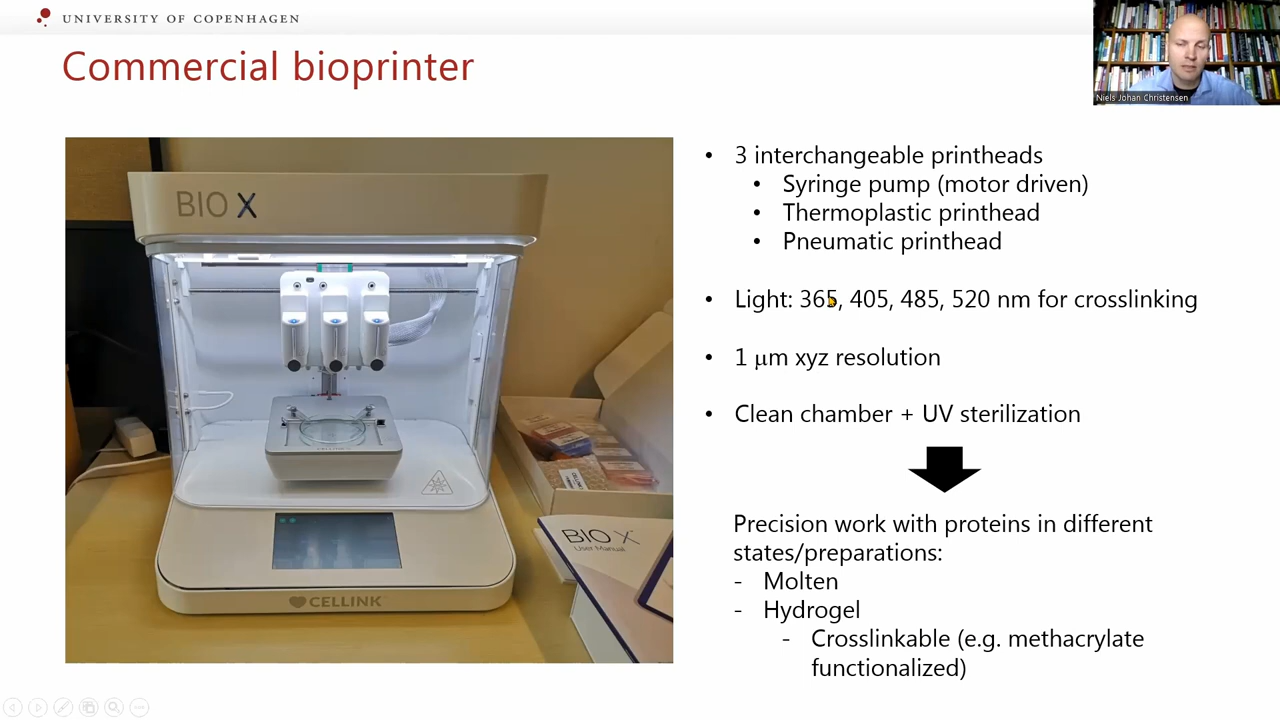 UNIVERSITY OF COPENHAGEN
Commercial bioprinter
Niels Johan Christensen
BIO X
CELLINK
CELLINK
CELLINK
BIO X
User Manual
• 3 interchangeable printheads
• Syringe pump (motor driven)
• Thermoplastic printhead
• Pneumatic printhead
• Light: 365, 405, 485, 520 nm for crosslinking
• 1 μm xyz resolution
• Clean chamber + UV sterilization
Precision work with proteins in different
states/preparations:
- Molten
- Hydrogel
- Crosslinkable (e.g. methacrylate
functionalized)